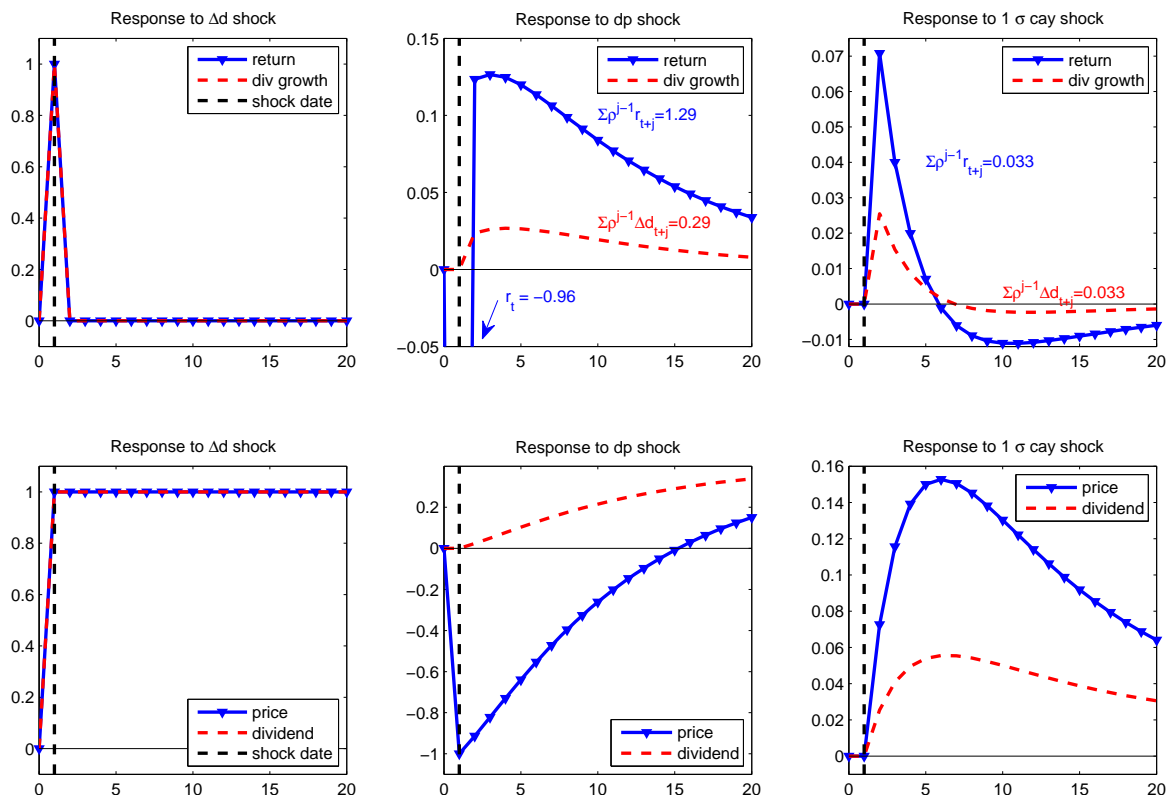 Response to Δd shock
Response to dp shock
Response to 1 σ cay shock
1
0.8
0.6
0.4
0.2
0
0 5 10 15 20
return
div growth
shock date
0.15
0.1
0.05
0
−0.05
0 5 10 15 20
return
div growth
Σρ^{j−1}r_{t+j}=1.29
Σρ^{j−1}Δd_{t+j}=0.29
r_t = −0.96
0.07
0.06
0.05
0.04
0.03
0.02
0.01
0
−0.01
0 5 10 15 20
return
div growth
Σρ^{j−1}r_{t+j}=0.033
Σρ^{j−1}Δd_{t+j}=0.033
Response to Δd shock
Response to dp shock
Response to 1 σ cay shock
1
0.8
0.6
0.4
0.2
0
0 5 10 15 20
price
dividend
shock date
0.2
0
−0.2
−0.4
−0.6
−0.8
−1
0 5 10 15 20
price
dividend
0.16
0.14
0.12
0.1
0.08
0.06
0.04
0.02
0
0 5 10 15 20
price
dividend